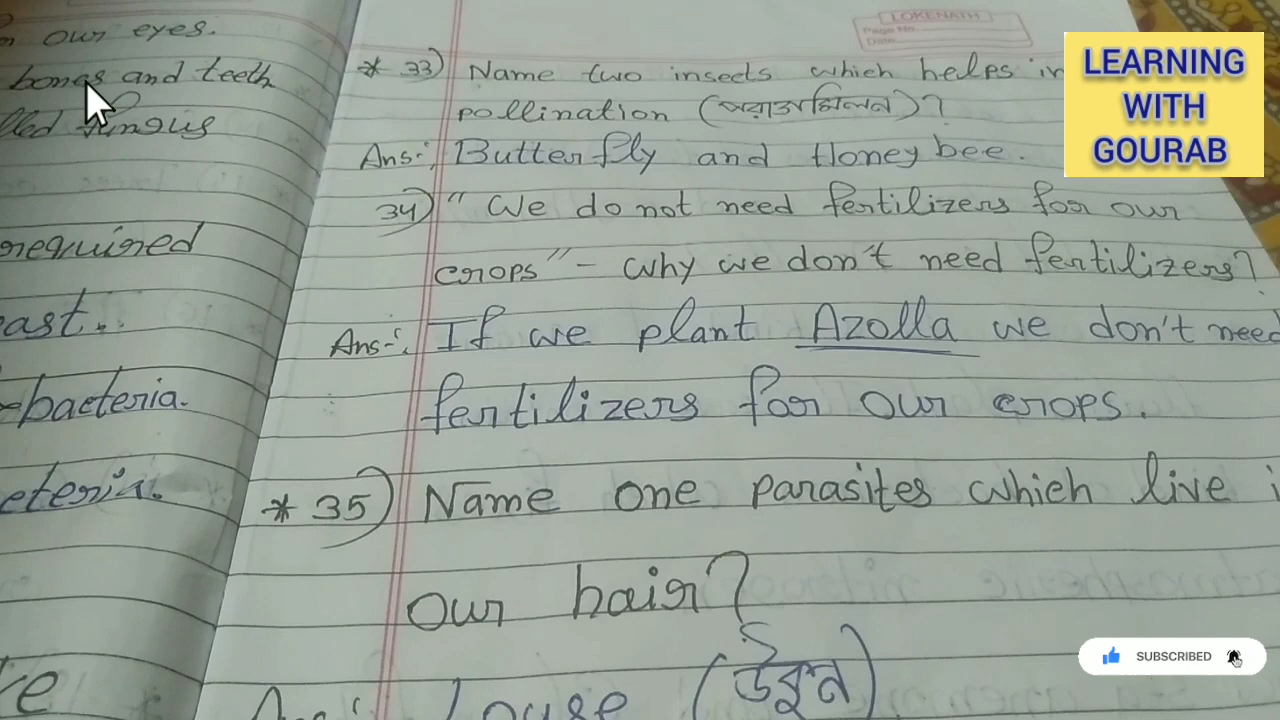 our eyes.
bones and teeth
fungus
required
bacteria.
LOKENATH
Page No.
Date
* 33) Name two insects which helps in
pollination (পরাগমিলন)?
Ans:- Butterfly and Honey bee.
34) "We do not need fertilizers for our
crops" - Why we don't need fertilizers?
Ans:- If we plant Azolla we don't need
fertilizers for our crops.
* 35) Name one parasites which live i
our hair?
Ans:- Louse (উকুন)
LEARNING
WITH
GOURAB
SUBSCRIBED